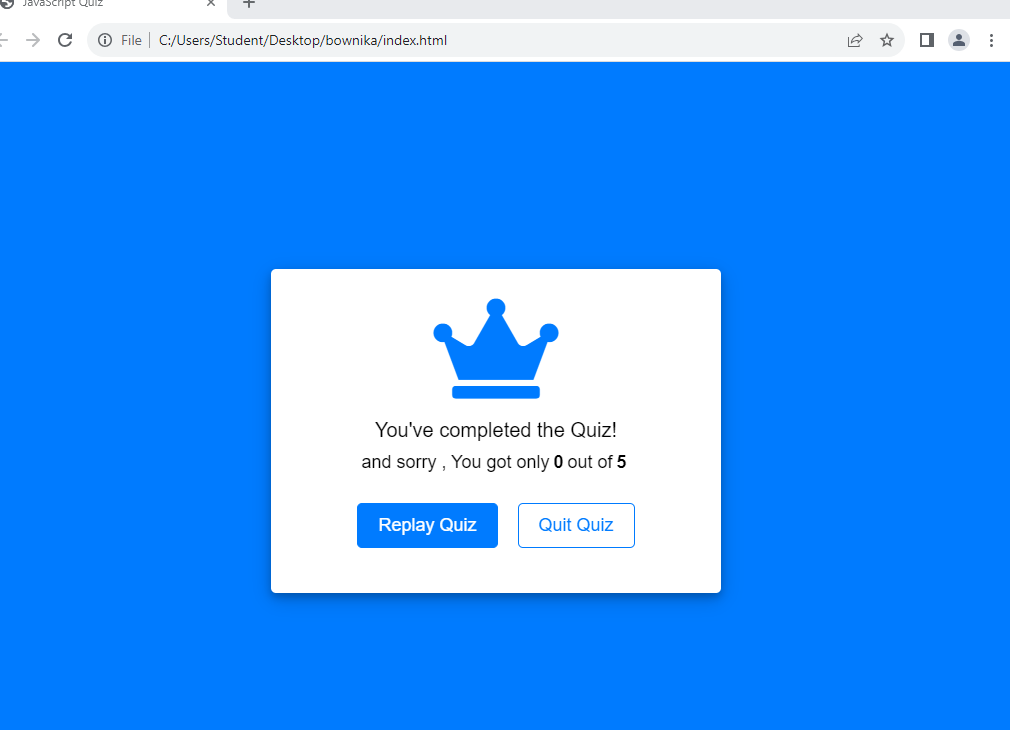 JavaScript Quiz
File C:/Users/Student/Desktop/bownika/index.html
You've completed the Quiz!
and sorry , You got only 0 out of 5
Replay Quiz Quit Quiz